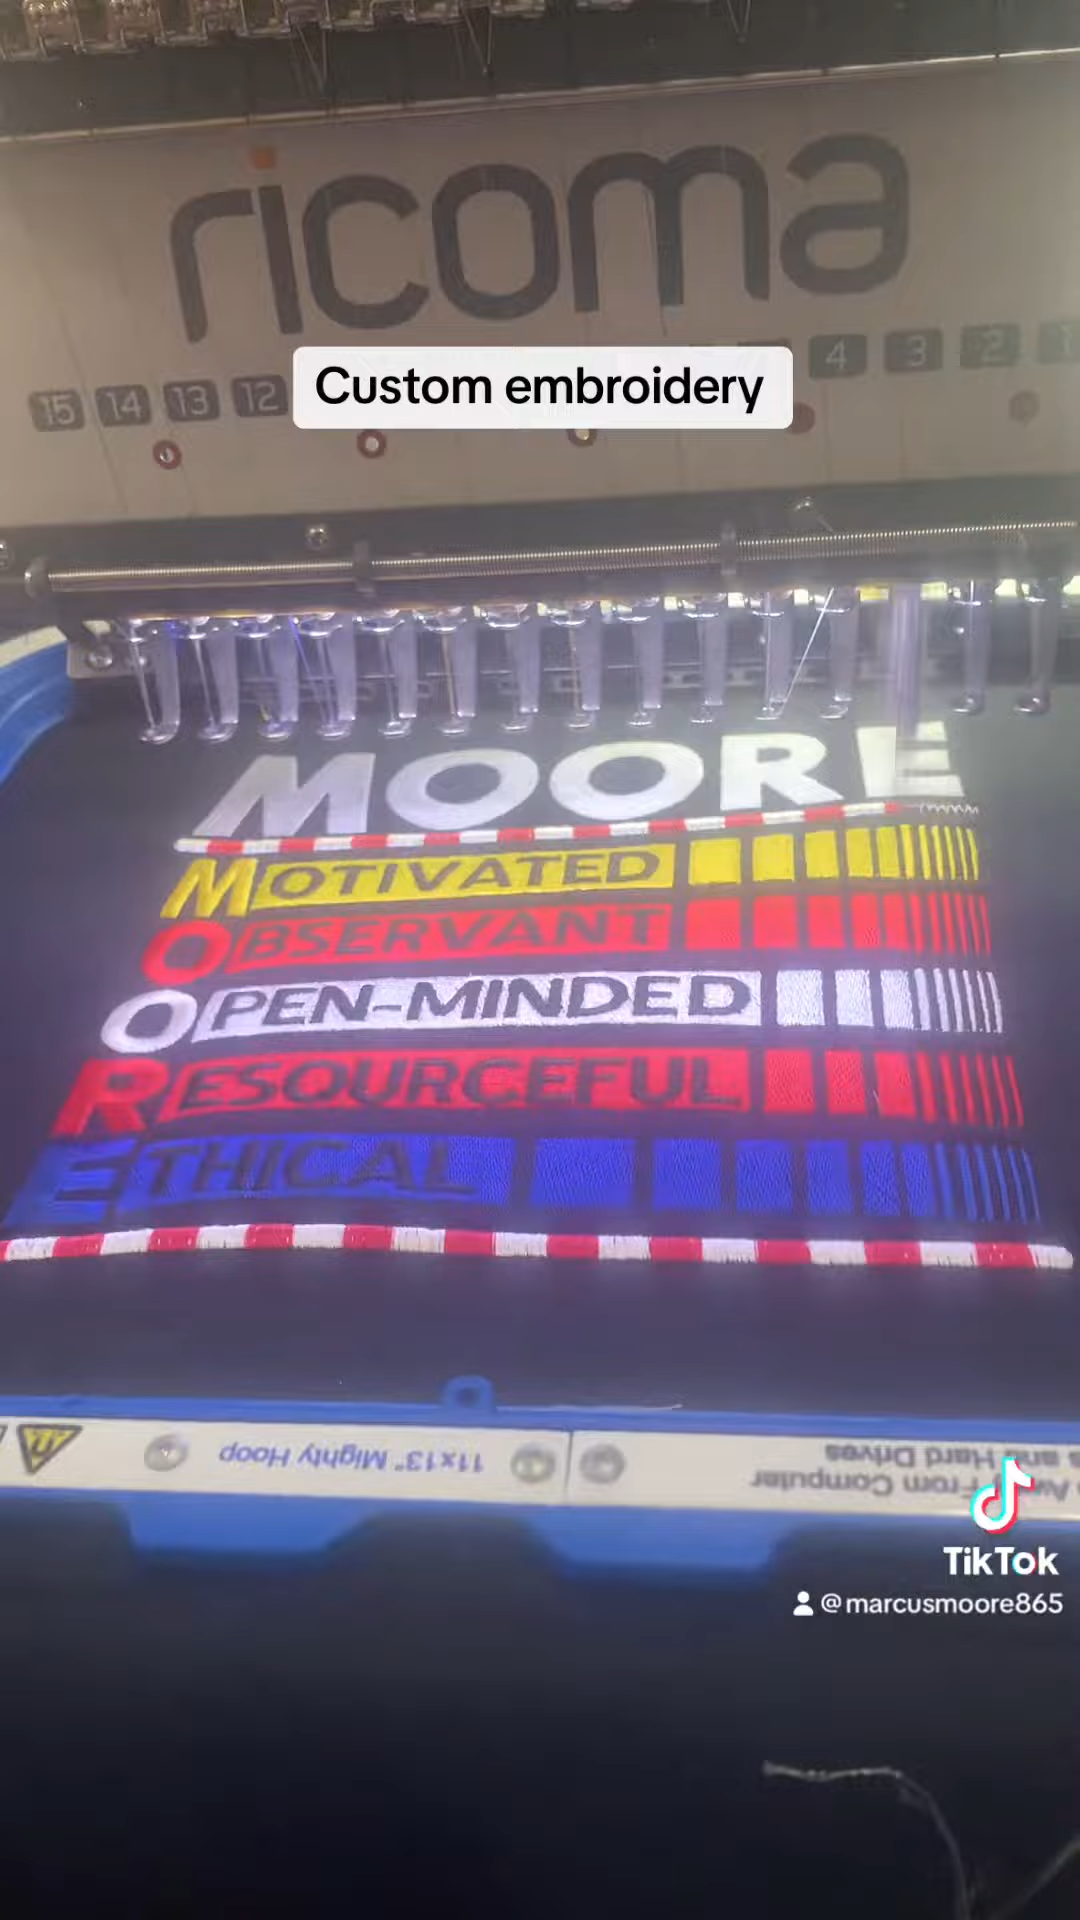 ricoma
15 14 13 12 4 3 2
Custom embroidery
MOORE
MOTIVATED
OBSERVANT
OPEN-MINDED
RESOURCEFUL
ETHICAL
11x13" Mighty Hoop
From Computer
and Hard Drives
TikTok
@marcusmoore865